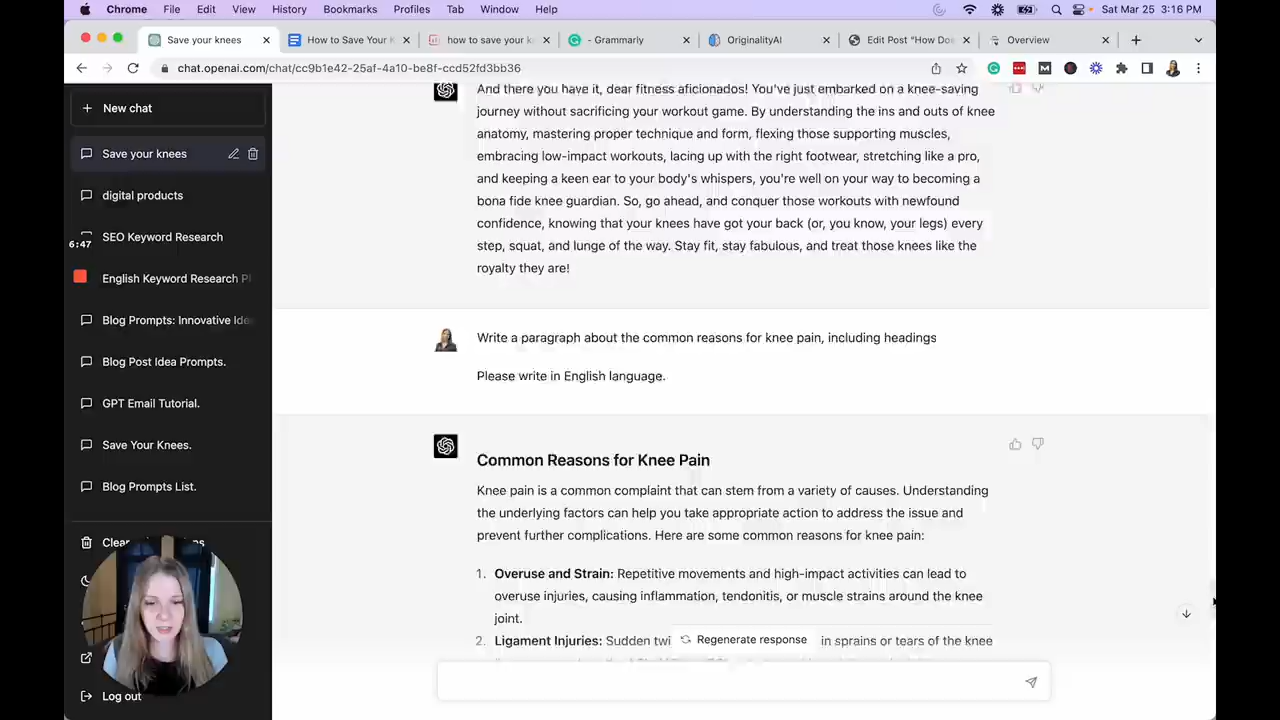 Chrome File Edit View History Bookmarks Profiles Tab Window Help Sat Mar 25 3:16 PM
Save your knees How to Save Your K how to save your k - Grammarly OriginalityAI Edit Post “How Doe Overview
chat.openai.com/chat/cc9b1e42-25af-4a10-be8f-ccd52fd3bb36
New chat
Save your knees
digital products
SEO Keyword Research
6:47
English Keyword Research Pl
Blog Prompts: Innovative Ide
Blog Post Idea Prompts.
GPT Email Tutorial.
Save Your Knees.
Blog Prompts List.
Log out
And there you have it, dear fitness aficionados! You've just embarked on a knee-saving
journey without sacrificing your workout game. By understanding the ins and outs of knee
anatomy, mastering proper technique and form, flexing those supporting muscles,
embracing low-impact workouts, lacing up with the right footwear, stretching like a pro,
and keeping a keen ear to your body's whispers, you're well on your way to becoming a
bona fide knee guardian. So, go ahead, and conquer those workouts with newfound
confidence, knowing that your knees have got your back (or, you know, your legs) every
step, squat, and lunge of the way. Stay fit, stay fabulous, and treat those knees like the
royalty they are!
Write a paragraph about the common reasons for knee pain, including headings
Please write in English language.
Common Reasons for Knee Pain
Knee pain is a common complaint that can stem from a variety of causes. Understanding
the underlying factors can help you take appropriate action to address the issue and
prevent further complications. Here are some common reasons for knee pain:
1. Overuse and Strain: Repetitive movements and high-impact activities can lead to
overuse injuries, causing inflammation, tendonitis, or muscle strains around the knee
joint.
2. Ligament Injuries: Sudden twi Regenerate response in sprains or tears of the knee